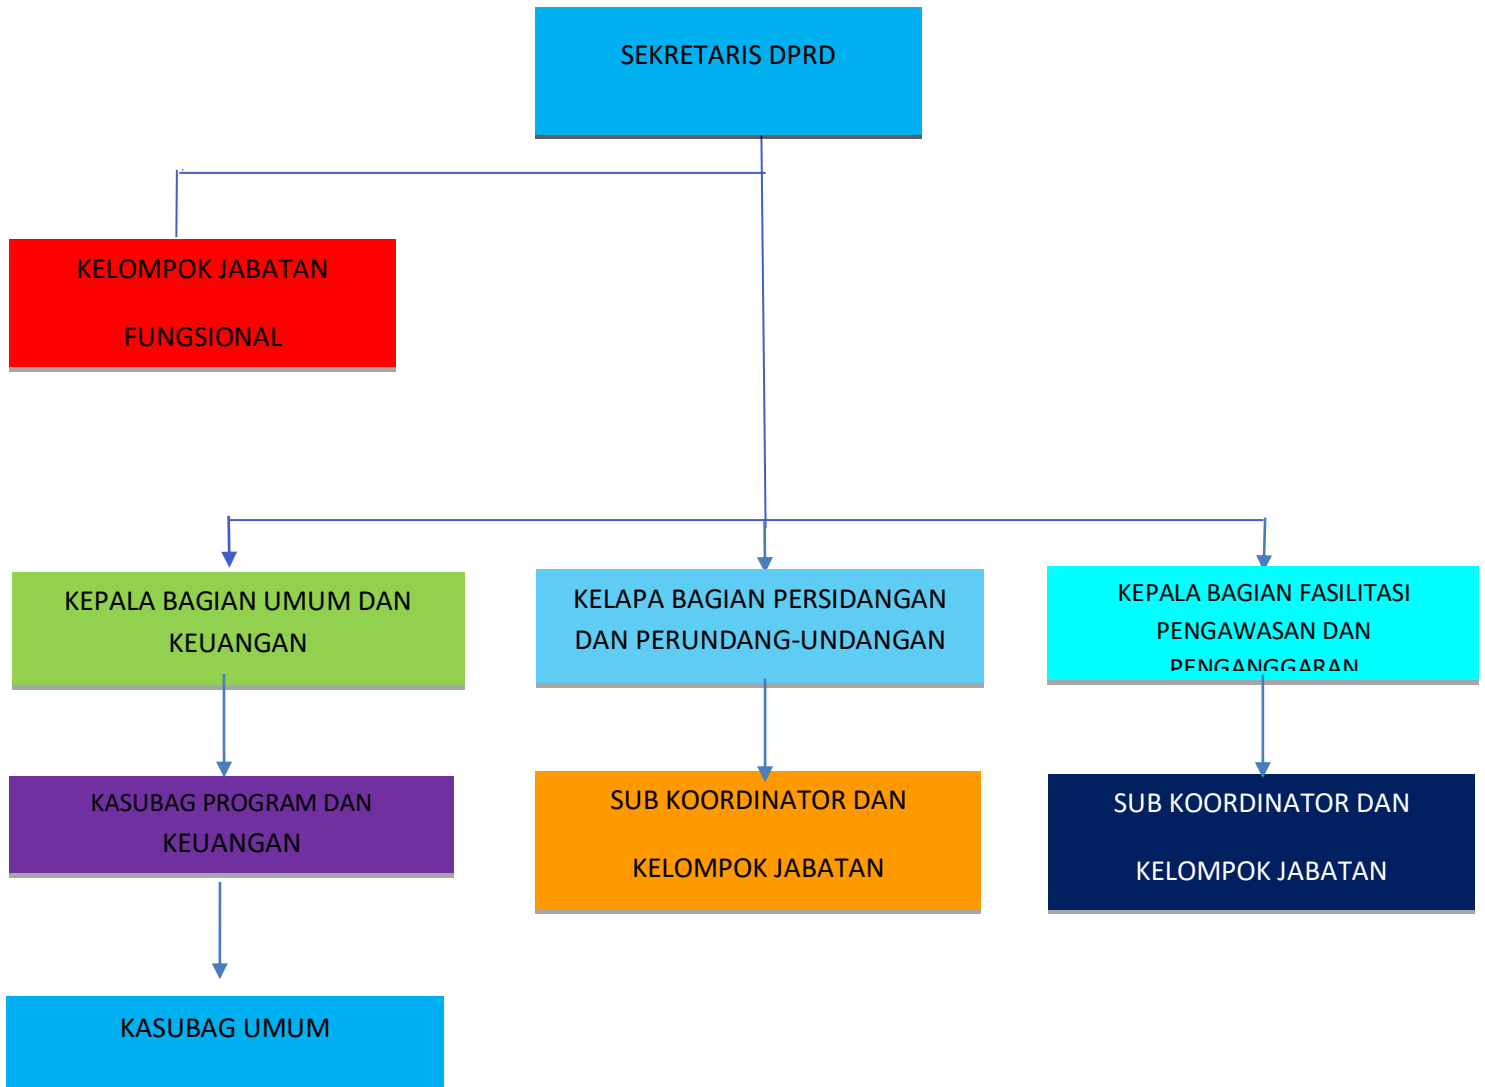 SEKRETARIS DPRD
KELOMPOK JABATAN
FUNGSIONAL
KEPALA BAGIAN UMUM DAN
KEUANGAN
KELAPA BAGIAN PERSIDANGAN
DAN PERUNDANG-UNDANGAN
KEPALA BAGIAN FASILITASI
PENGAWASAN DAN
PENGANGGARAN
KASUBAG PROGRAM DAN
KEUANGAN
SUB KOORDINATOR DAN
KELOMPOK JABATAN
SUB KOORDINATOR DAN
KELOMPOK JABATAN
KASUBAG UMUM